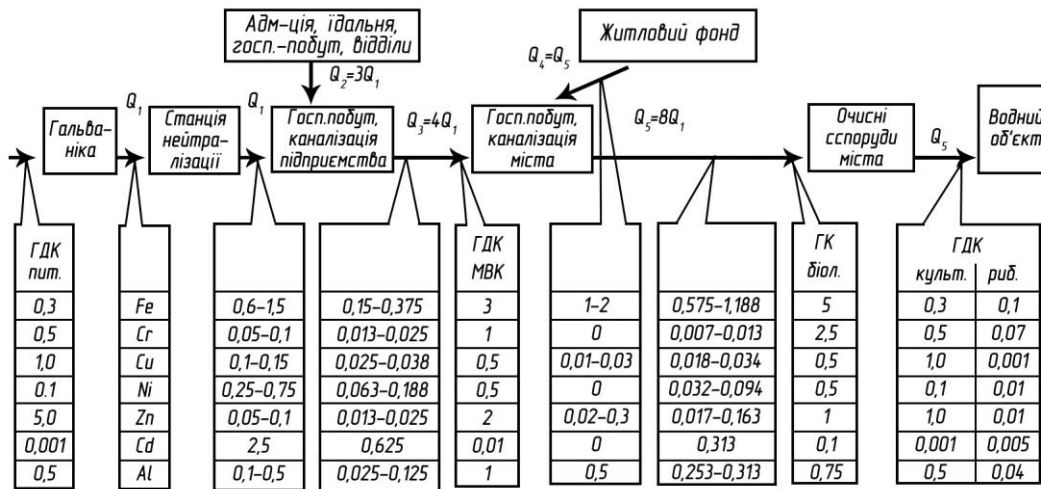 Адм-ція, їдальня,
госп.-побут, відділи
Житловий фонд
Q₂=3Q₁
Q₄=Q₅
Q₁
Q₁
Q₃=4Q₁
Q₅=8Q₁
Q₅
Гальва-
ніка
Станція
нейтра-
лізації
Госп.побут,
каналізація
підприємства
Госп.побут,
каналізація
міста
Очисні
сспоруди
міста
Водний
об'єкт
ГДК пит. ГДК МВК ГК біол. ГДК культ. риб.
0,3 Fe 0,6–1,5 0,15–0,375 3 1–2 0,575–1,188 5 0,3 0,1
0,5 Cr 0,05–0,1 0,013–0,025 1 0 0,007–0,013 2,5 0,5 0,07
1,0 Cu 0,1–0,15 0,025–0,038 0,5 0,01–0,03 0,018–0,034 0,5 1,0 0,001
0.1 Ni 0,25–0,75 0,063–0,188 0,5 0 0,032–0,094 0,5 0,1 0,01
5,0 Zn 0,05–0,1 0,013–0,025 2 0,02–0,3 0,017–0,163 1 1,0 0,01
0,001 Cd 2,5 0,625 0,01 0 0,313 0,1 0,001 0,005
0,5 Al 0,1–0,5 0,025–0,125 1 0,5 0,253–0,313 0,75 0,5 0,04